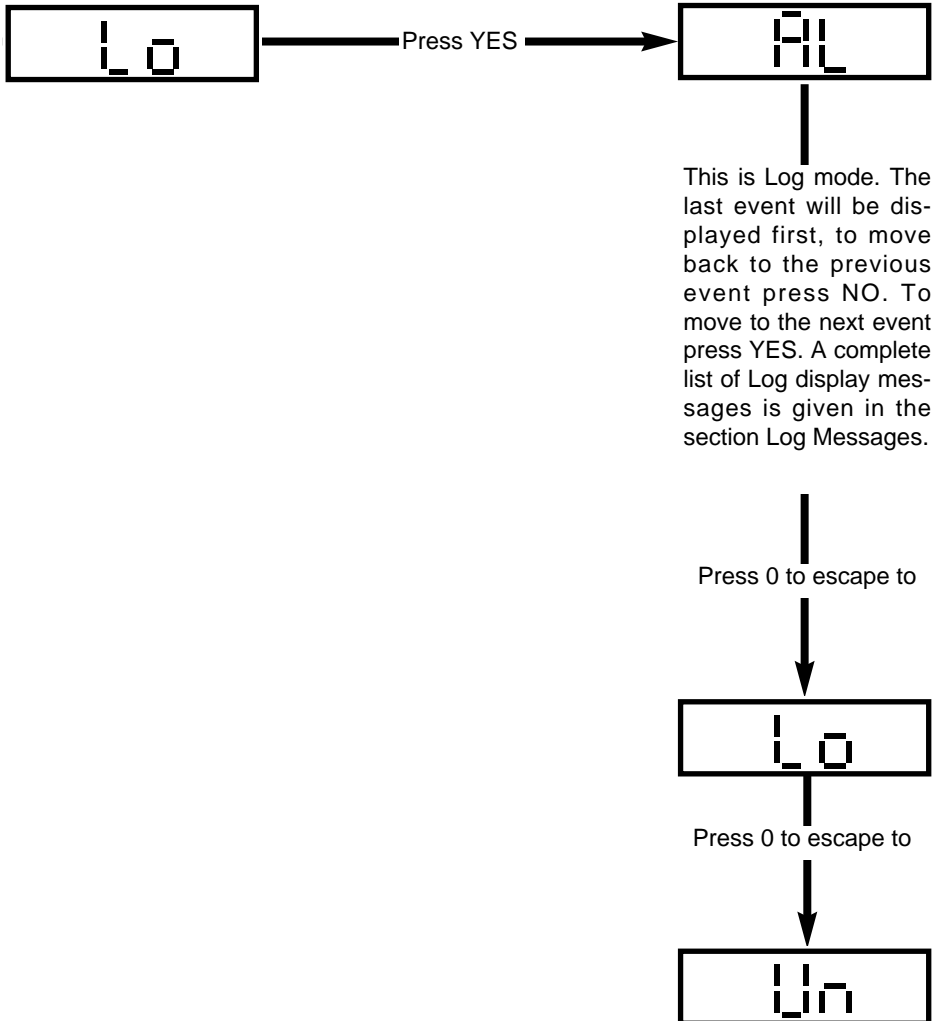 Lo
Press YES
AL
This is Log mode. The
last event will be dis-
played first, to move
back to the previous
event press NO. To
move to the next event
press YES. A complete
list of Log display mes-
sages is given in the
section Log Messages.
Press 0 to escape to
Lo
Press 0 to escape to
Un